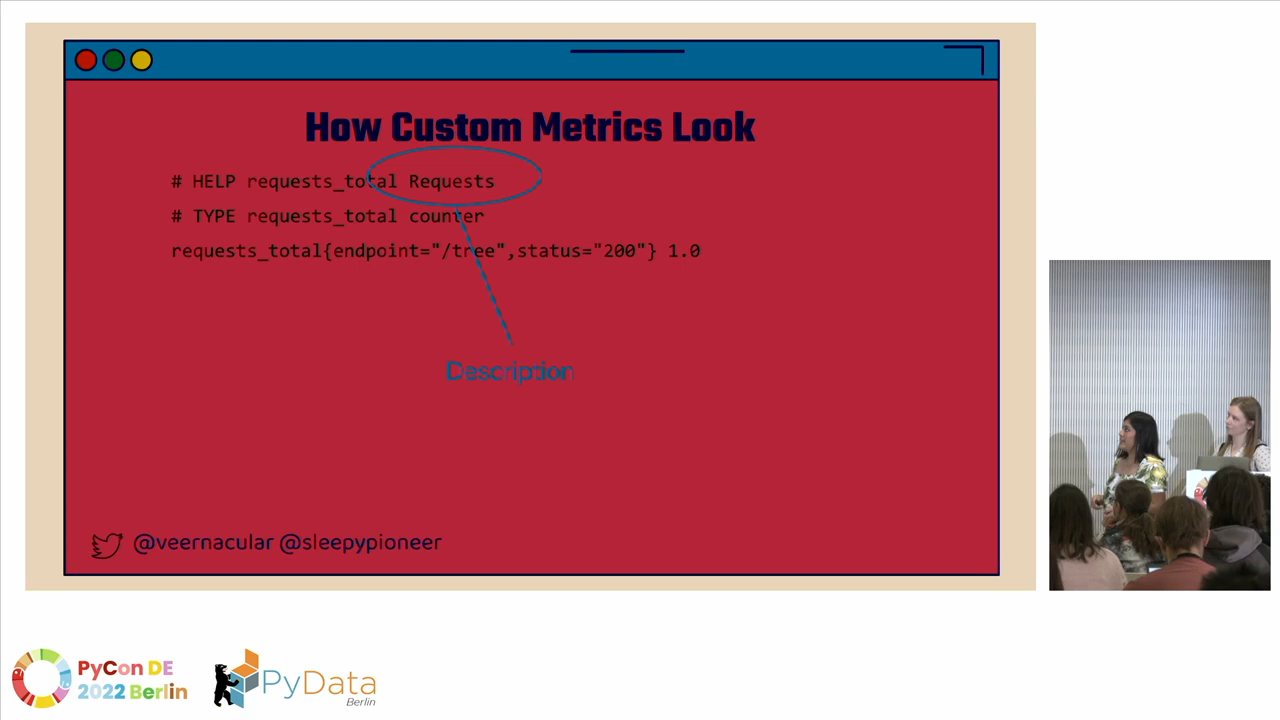 How Custom Metrics Look
# HELP requests_total Requests
# TYPE requests_total counter
requests_total{endpoint="/tree",status="200"} 1.0
Description
@veernacular @sleepypioneer
PyCon DE
2022 Berlin
PyData
Berlin